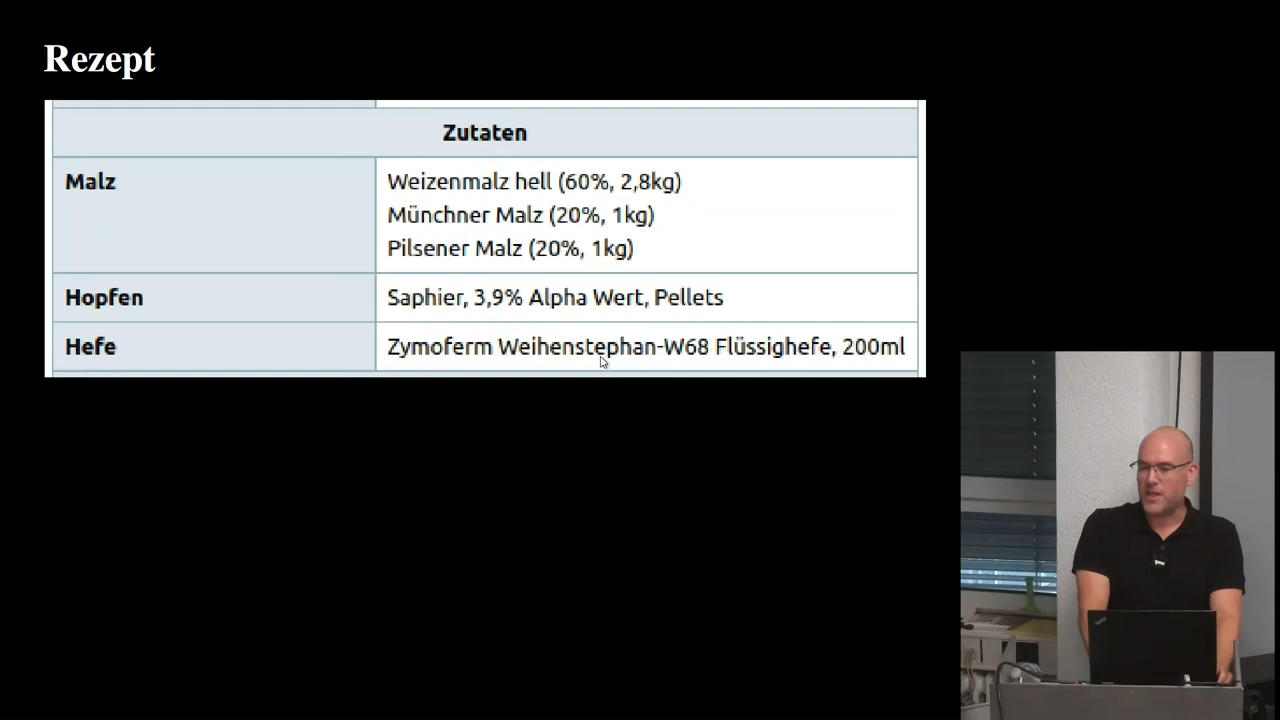 Rezept
Zutaten
Malz
Weizenmalz hell (60%, 2,8kg)
Münchner Malz (20%, 1kg)
Pilsener Malz (20%, 1kg)
Hopfen
Saphier, 3,9% Alpha Wert, Pellets
Hefe
Zymoferm Weihenstephan-W68 Flüssighefe, 200ml